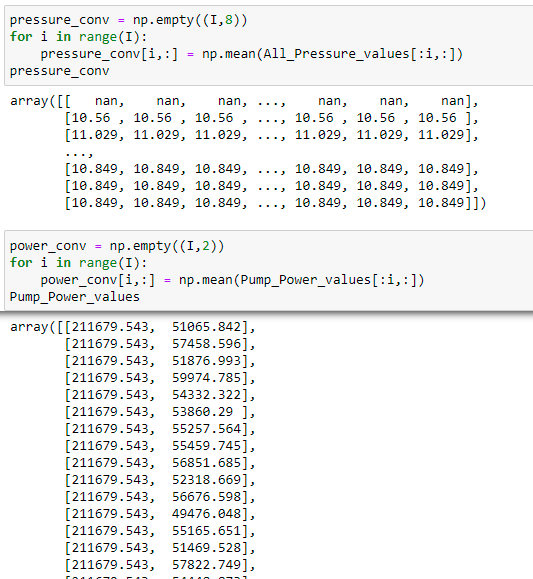 pressure_conv = np.empty((I,8))
for i in range(I):
    pressure_conv[i,:] = np.mean(All_Pressure_values[:i,:])
pressure_conv
array([[   nan,    nan,    nan, ...,    nan,    nan,    nan],
       [10.56 , 10.56 , 10.56 , ..., 10.56 , 10.56 , 10.56 ],
       [11.029, 11.029, 11.029, ..., 11.029, 11.029, 11.029],
       ...,
       [10.849, 10.849, 10.849, ..., 10.849, 10.849, 10.849],
       [10.849, 10.849, 10.849, ..., 10.849, 10.849, 10.849],
       [10.849, 10.849, 10.849, ..., 10.849, 10.849, 10.849]])
power_conv = np.empty((I,2))
for i in range(I):
    power_conv[i,:] = np.mean(Pump_Power_values[:i,:])
Pump_Power_values
array([[211679.543,  51065.842],
       [211679.543,  57458.596],
       [211679.543,  51876.993],
       [211679.543,  59974.785],
       [211679.543,  54332.322],
       [211679.543,  53860.29 ],
       [211679.543,  55257.564],
       [211679.543,  55459.745],
       [211679.543,  56851.685],
       [211679.543,  52318.669],
       [211679.543,  56676.598],
       [211679.543,  49476.048],
       [211679.543,  55165.651],
       [211679.543,  51469.528],
       [211679.543,  57822.749],